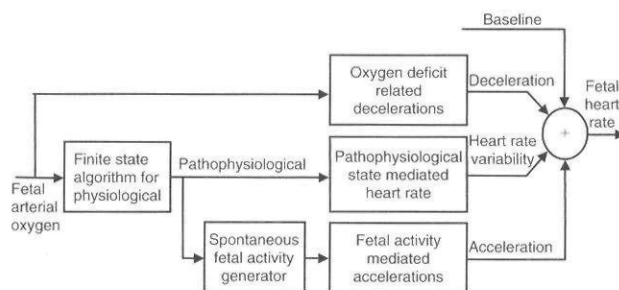 Baseline
Oxygen deficit
related
decelerations
Deceleration
Fetal
heart
rate
+
Finite state
algorithm for
physiological
Pathophysiological
Pathophysiological
state mediated
heart rate
Heart rate
variability
Fetal
arterial
oxygen
Spontaneous
fetal activity
generator
Fetal activity
mediated
accelerations
Acceleration